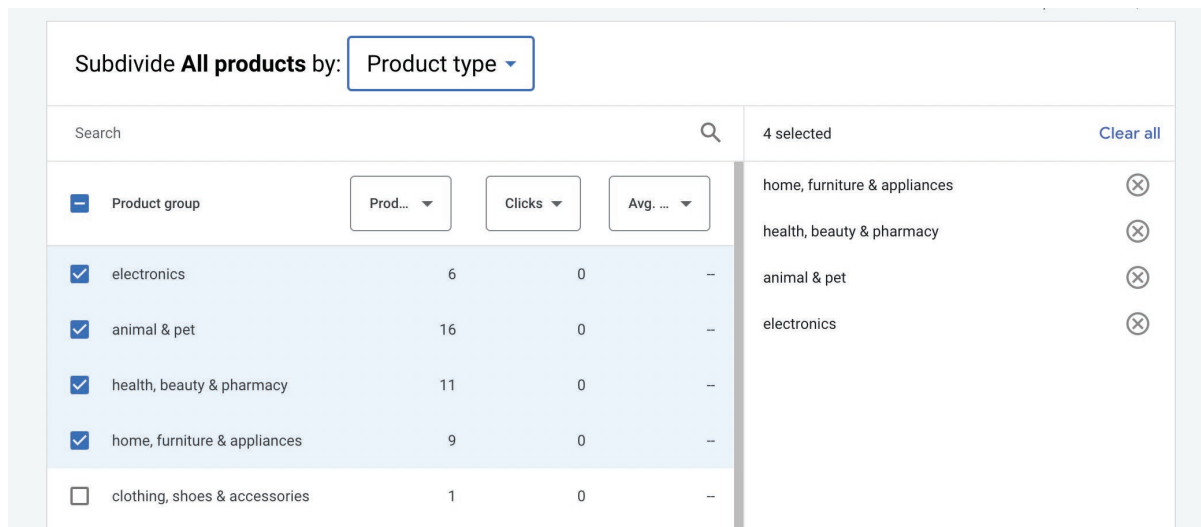 Subdivide All products by: Product type
Search
Product group Prod... Clicks Avg. ...
electronics 6 0 --
animal & pet 16 0 --
health, beauty & pharmacy 11 0 --
home, furniture & appliances 9 0 --
clothing, shoes & accessories 1 0 --
4 selected Clear all
home, furniture & appliances
health, beauty & pharmacy
animal & pet
electronics